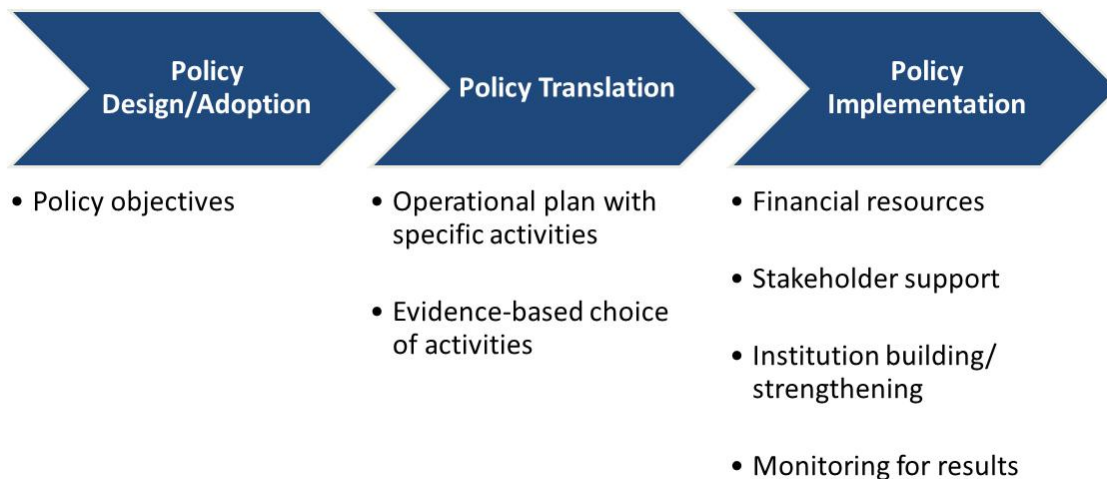 Policy
Design/Adoption
Policy Translation
Policy
Implementation
• Policy objectives
• Operational plan with
specific activities
• Evidence-based choice
of activities
• Financial resources
• Stakeholder support
• Institution building/
strengthening
• Monitoring for results